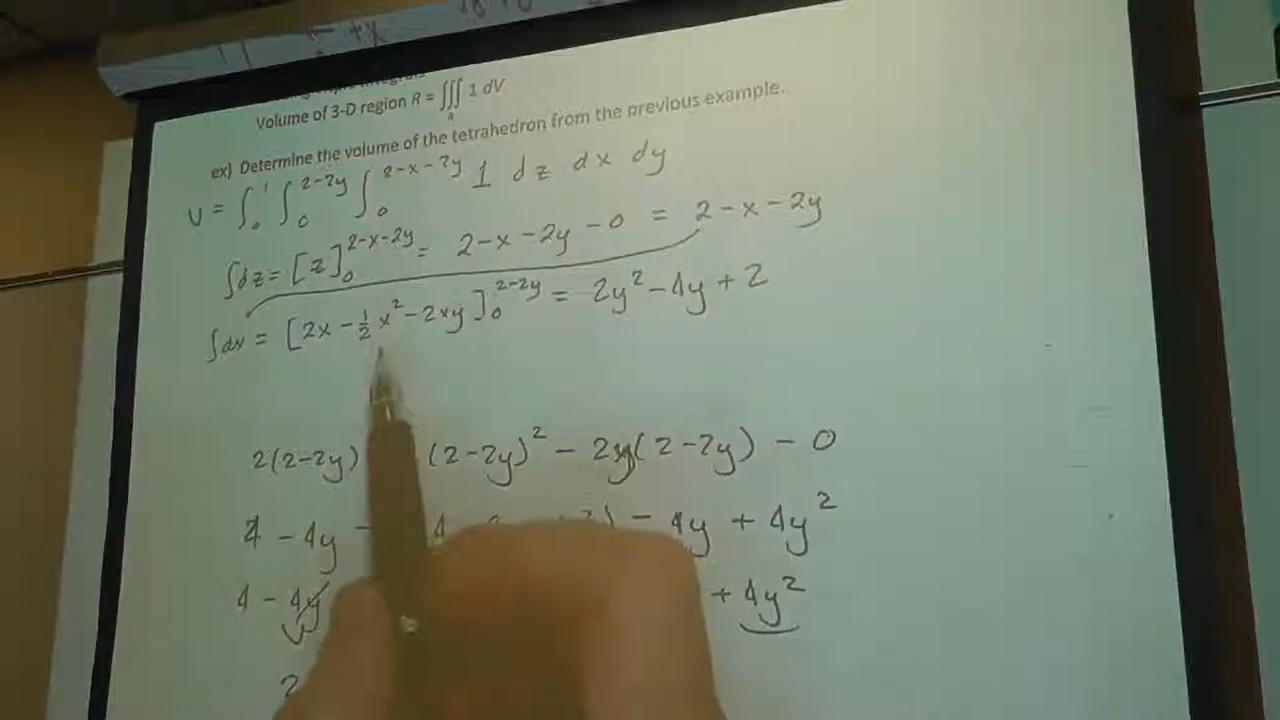 Volume of 3-D region R = ∭ 1 dV
R
ex) Determine the volume of the tetrahedron from the previous example.
V = ∫₀¹ ∫₀^{2-2y} ∫₀^{2-x-2y} 1 dz dx dy
∫dz = [z]₀^{2-x-2y} = 2-x-2y-0 = 2-x-2y
∫dx = [2x - ½x² - 2xy]₀^{2-2y} = 2y² - 4y + 2
2(2-2y) (2-2y)² - 2y(2-2y) - 0
4 - 4y - 4 - 4y + 4y²
4 - 4y + 4y²
2